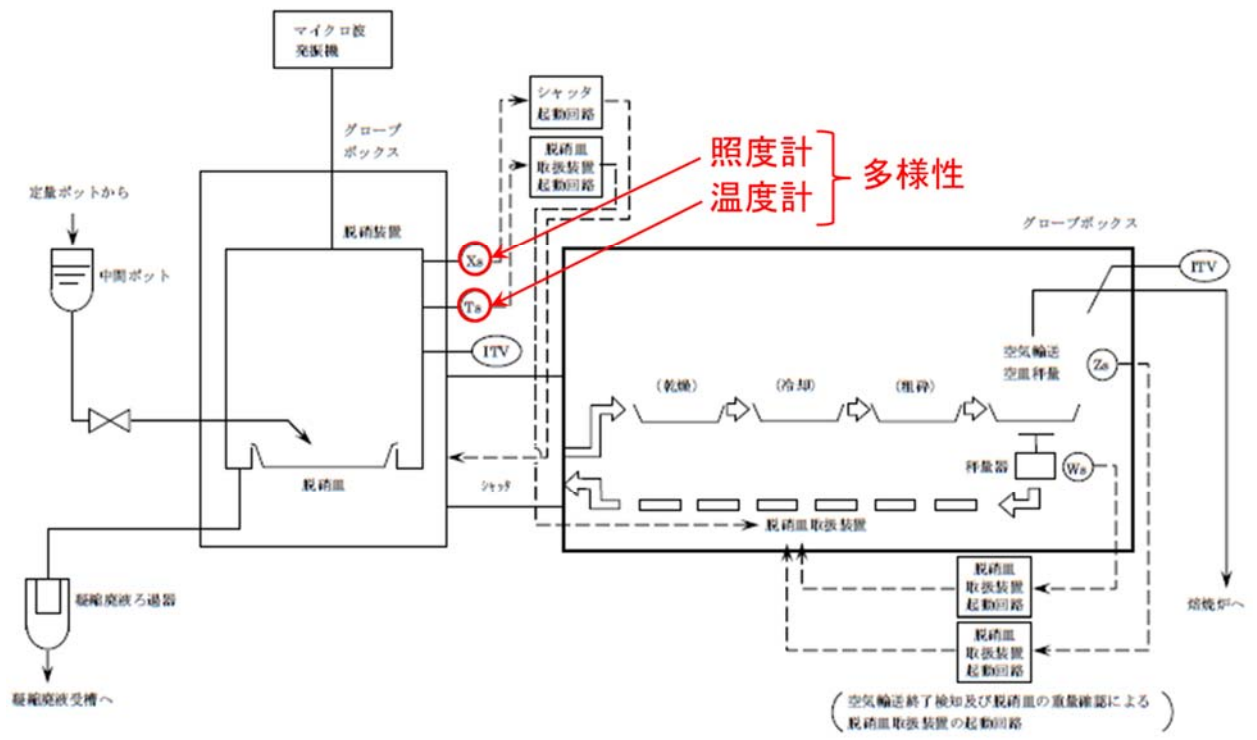 マイクロ波
発振機
シャッタ
起動回路
グローブ
ボックス
脱硝皿
取扱装置
起動回路
照度計
温度計
多様性
定量ポットから
脱硝装置
グローブボックス
Xs
ITV
中間ポット
Ts
ITV
空気輸送
空皿秤量
Zs
(乾燥)
(冷却)
(粗砕)
秤量器
Ws
脱硝皿
シャッタ
脱硝皿取扱装置
脱硝皿
取扱装置
起動回路
凝縮廃液ろ過器
焙焼炉へ
脱硝皿
取扱装置
起動回路
凝縮廃液受槽へ
(空気輸送終了検知及び脱硝皿の重量確認による
脱硝皿取扱装置の起動回路)